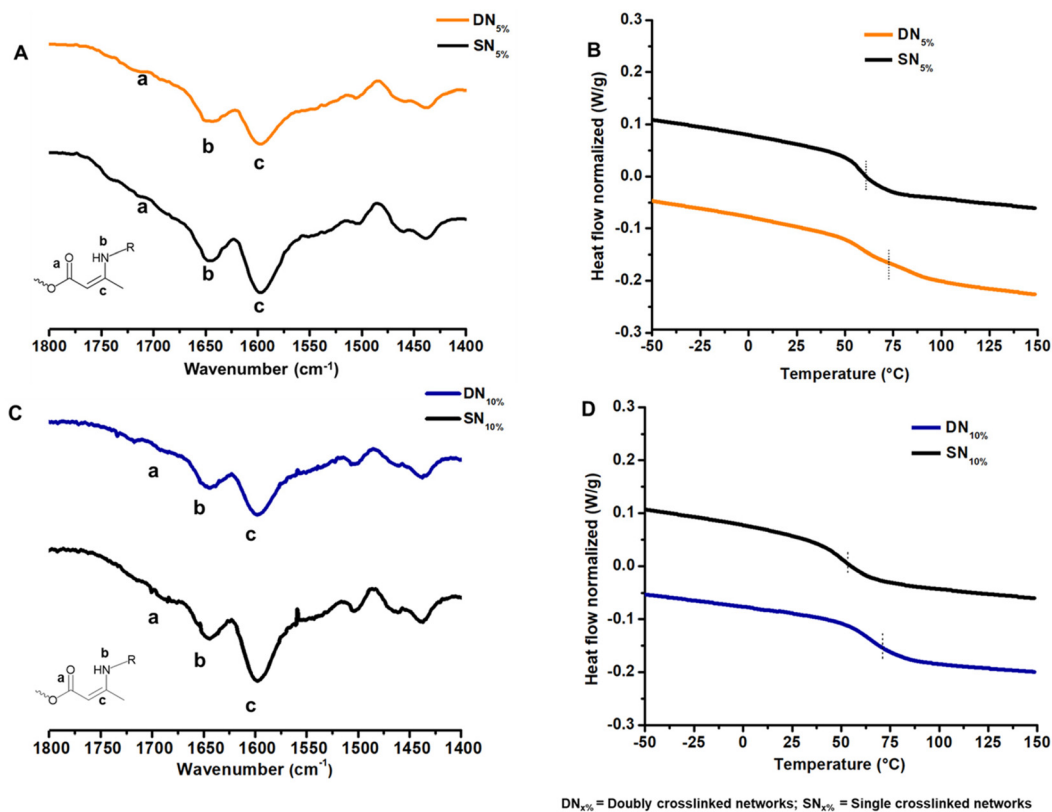 A
DN5%
SN5%
a
b
c
a
b
c
a
O
b
HN
R
O
c
1800 1750 1700 1650 1600 1550 1500 1450 1400
Wavenumber (cm-1)
B
DN5%
SN5%
Heat flow normalized (W/g)
0.3
0.2
0.1
0.0
-0.1
-0.2
-0.3
-50 -25 0 25 50 75 100 125 150
Temperature (°C)
C
DN10%
SN10%
a
b
c
a
b
c
a
O
b
HN
R
O
c
1800 1750 1700 1650 1600 1550 1500 1450 1400
Wavenumber (cm-1)
D
DN10%
SN10%
Heat flow normalized (W/g)
0.3
0.2
0.1
0.0
-0.1
-0.2
-0.3
-50 -25 0 25 50 75 100 125 150
Temperature (°C)
DNx% = Doubly crosslinked networks; SNx% = Single crosslinked networks